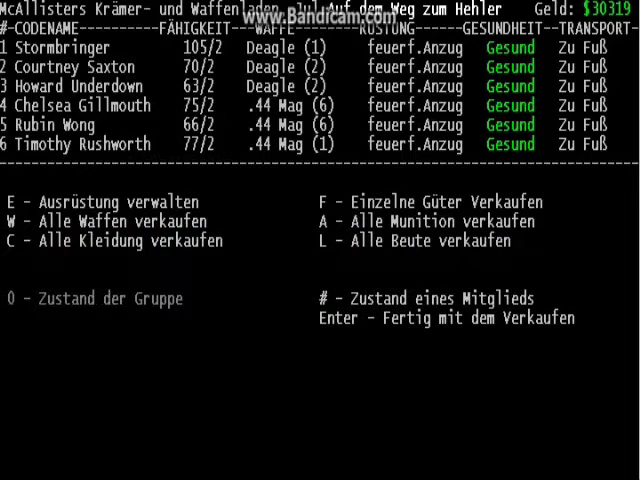 McAllisters Krämer- und Waffenladen, Jul Auf dem Weg zum Hehler Geld: $30319
www.Bandicam.com
#-CODENAME------------FÄHIGKEIT---WAFFE---------RÜSTUNG------GESUNDHEIT---TRANSPORT-
1 Stormbringer 105/2 Deagle (1) feuerf.Anzug Gesund Zu Fuß
2 Courtney Saxton 70/2 Deagle (2) feuerf.Anzug Gesund Zu Fuß
3 Howard Underdown 63/2 Deagle (2) feuerf.Anzug Gesund Zu Fuß
4 Chelsea Gillmouth 75/2 .44 Mag (6) feuerf.Anzug Gesund Zu Fuß
5 Rubin Wong 66/2 .44 Mag (6) feuerf.Anzug Gesund Zu Fuß
6 Timothy Rushworth 77/2 .44 Mag (1) feuerf.Anzug Gesund Zu Fuß
E - Ausrüstung verwalten F - Einzelne Güter Verkaufen
W - Alle Waffen verkaufen A - Alle Munition verkaufen
C - Alle Kleidung verkaufen L - Alle Beute verkaufen
0 - Zustand der Gruppe # - Zustand eines Mitglieds
Enter - Fertig mit dem Verkaufen